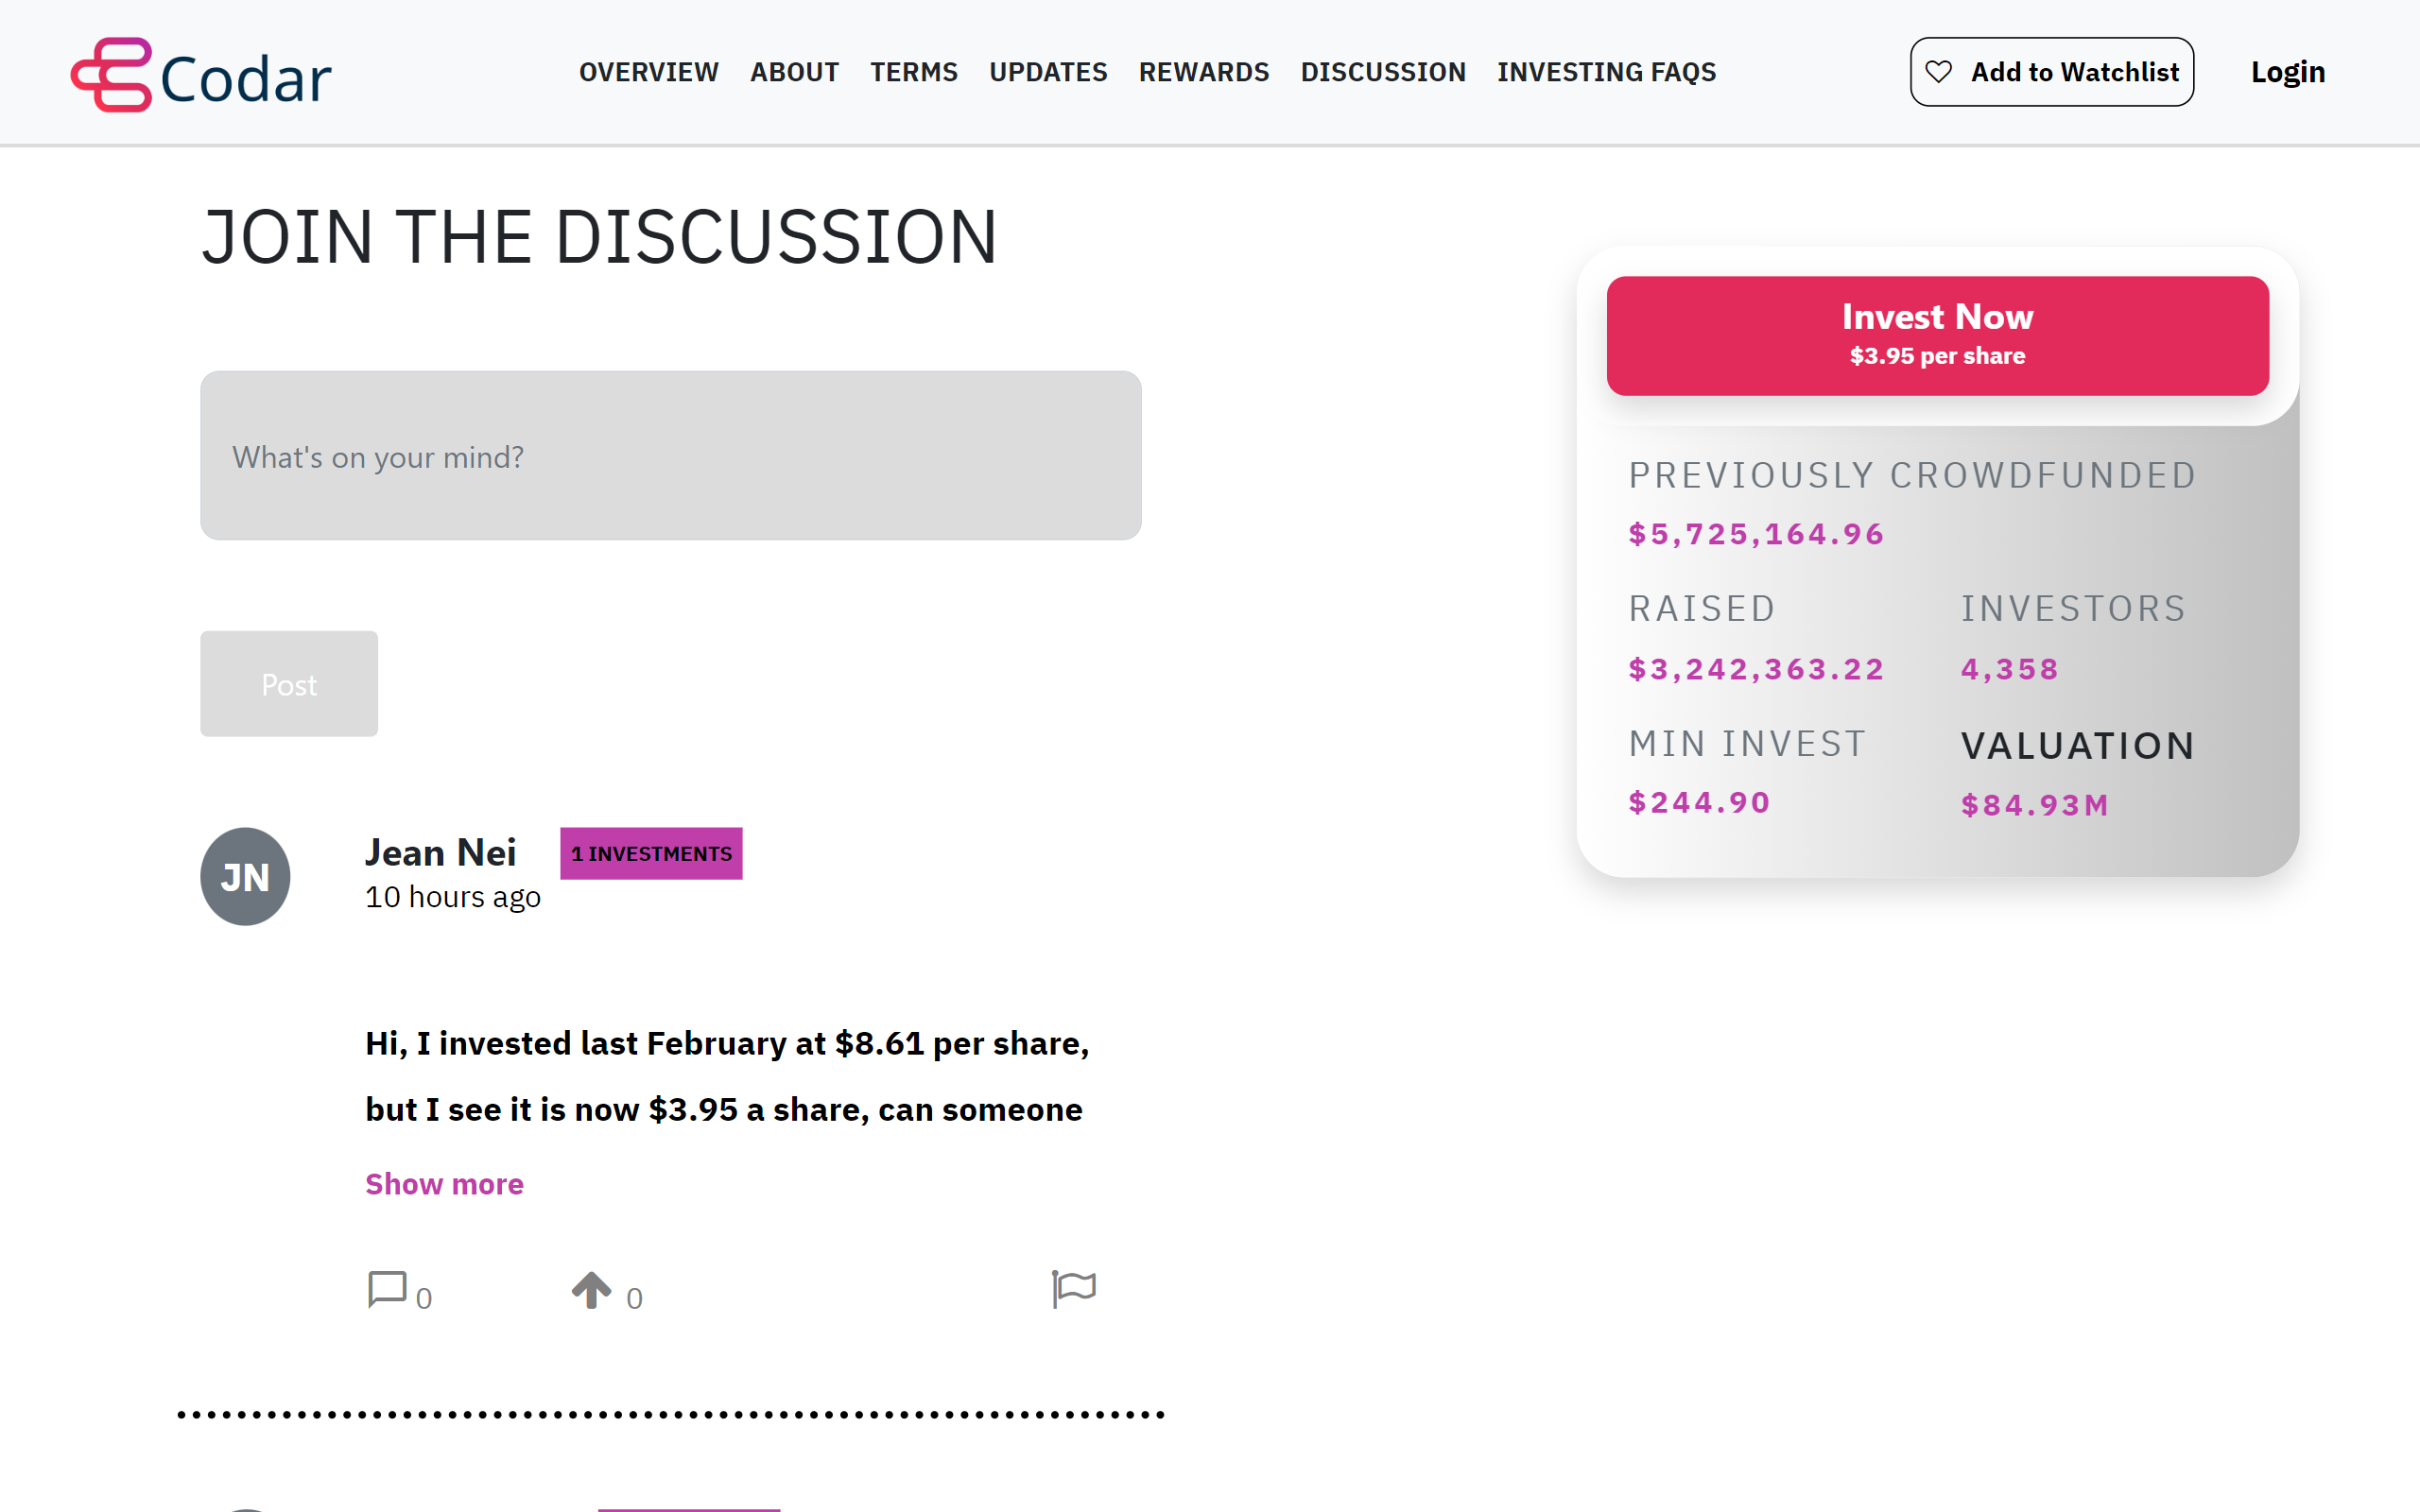 Codar
OVERVIEW ABOUT TERMS UPDATES REWARDS DISCUSSION INVESTING FAQS
Add to Watchlist
Login
JOIN THE DISCUSSION
What's on your mind?
Post
JN
Jean Nei
1 INVESTMENTS
10 hours ago
Hi, I invested last February at $8.61 per share,
but I see it is now $3.95 a share, can someone
Show more
0
0
Invest Now
$3.95 per share
PREVIOUSLY CROWDFUNDED
$5,725,164.96
RAISED
$3,242,363.22
INVESTORS
4,358
MIN INVEST
$244.90
VALUATION
$84.93M